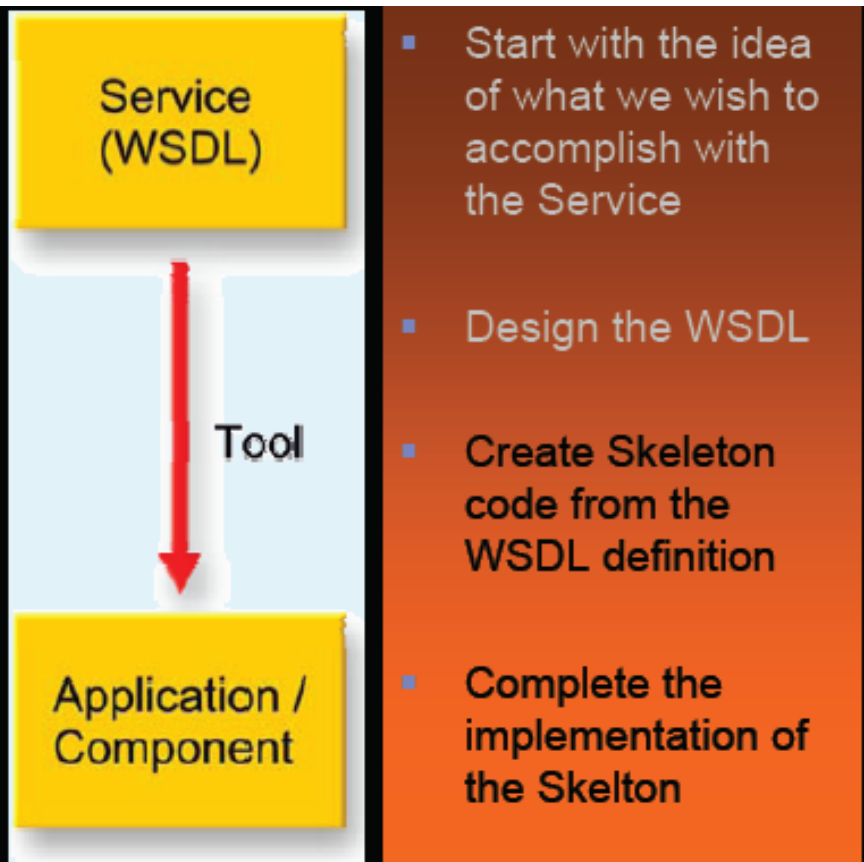 Service
(WSDL)
Tool
Application /
Component
Start with the idea
of what we wish to
accomplish with
the Service
Design the WSDL
Create Skeleton
code from the
WSDL definition
Complete the
implementation of
the Skelton